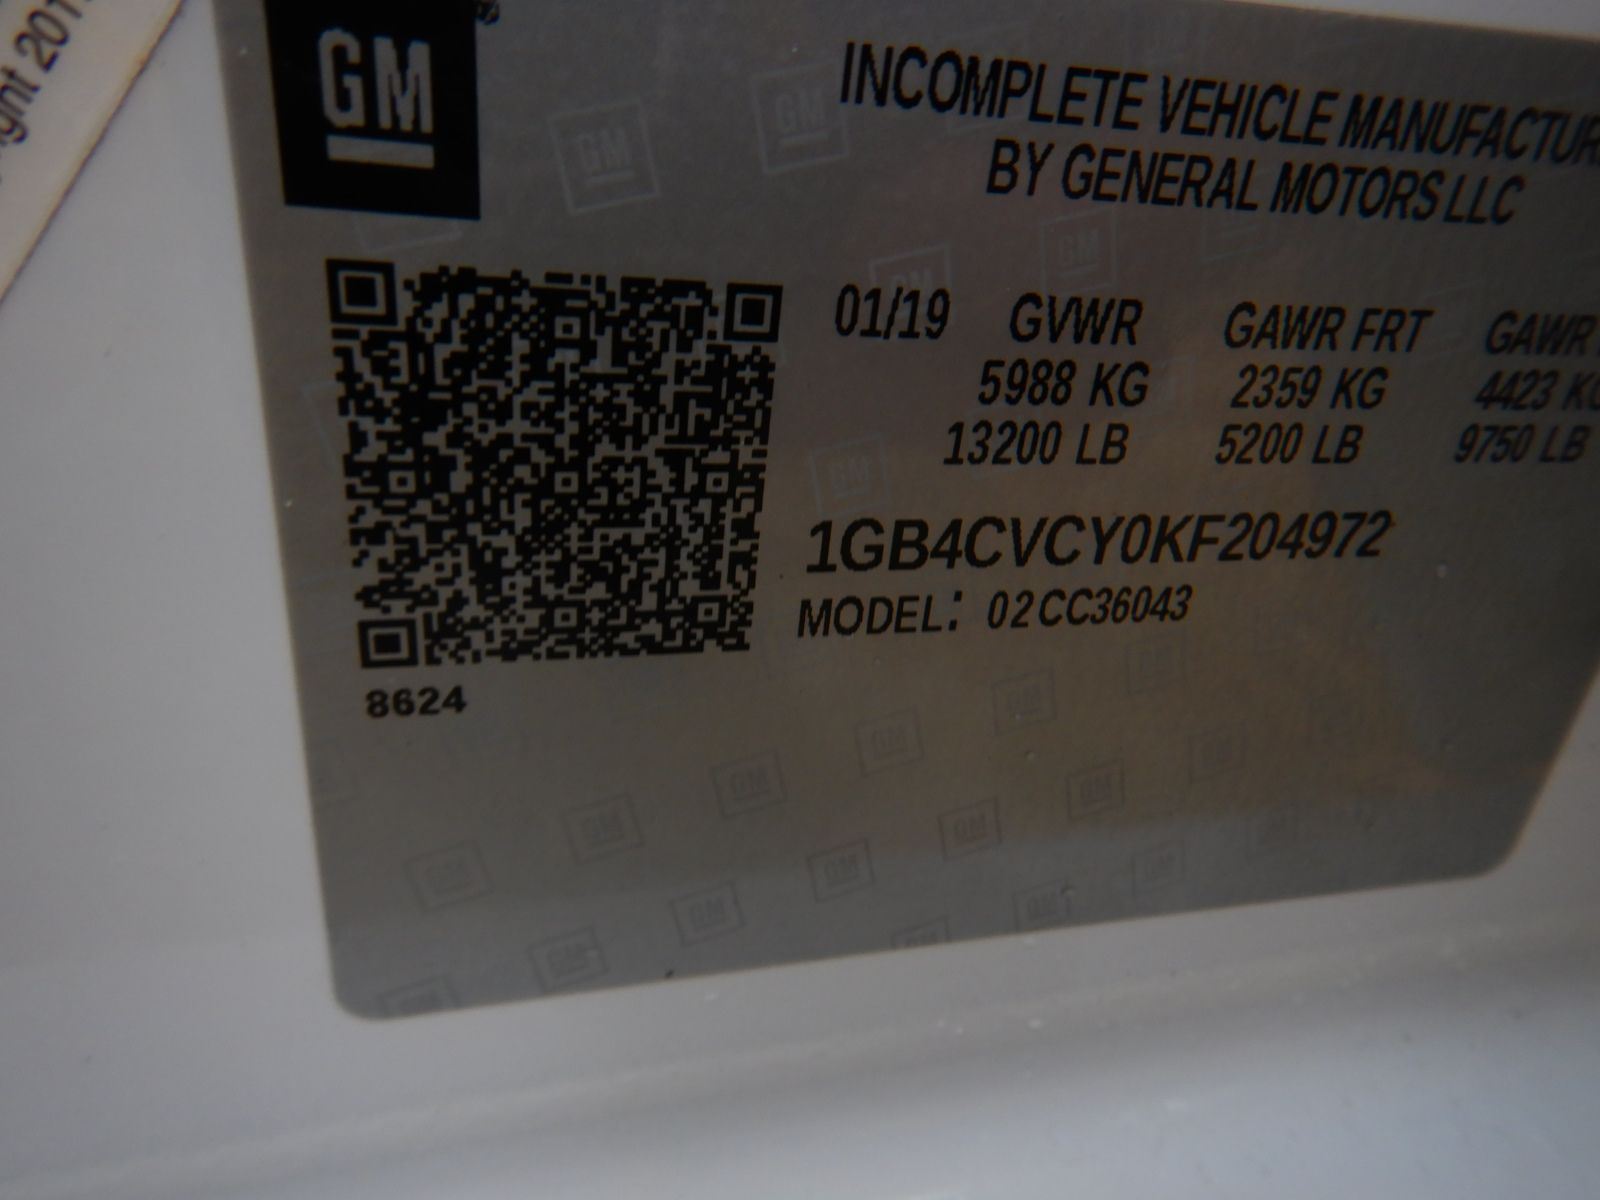 GM
INCOMPLETE VEHICLE
BY GENERAL MOTORS LLC
01/19 GVWR GAWR FRT GAWR
5988 KG 2359 KG 4423 KG
13200 LB 5200 LB 9750 LB
1GB4CVCY0KF204972
MODEL: 02CC36043
8624